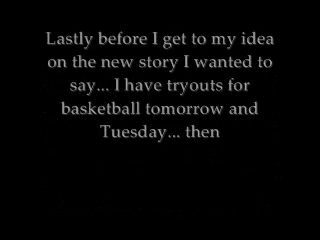 Lastly before I get to my idea
on the new story I wanted to
say... I have tryouts for
basketball tomorrow and
Tuesday... then